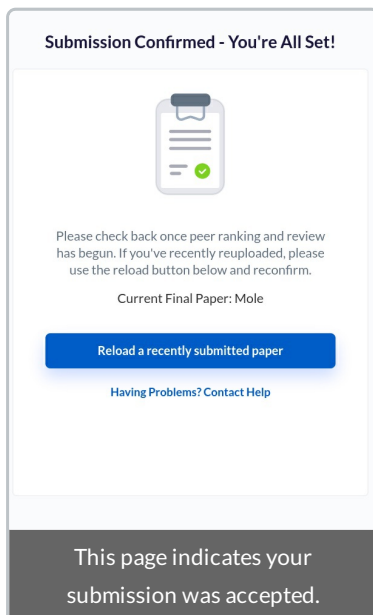 Submission Confirmed - You're All Set!
Please check back once peer ranking and review
has begun. If you've recently reuploaded, please
use the reload button below and reconfirm.
Current Final Paper: Mole
Reload a recently submitted paper
Having Problems? Contact Help
This page indicates your
submission was accepted.